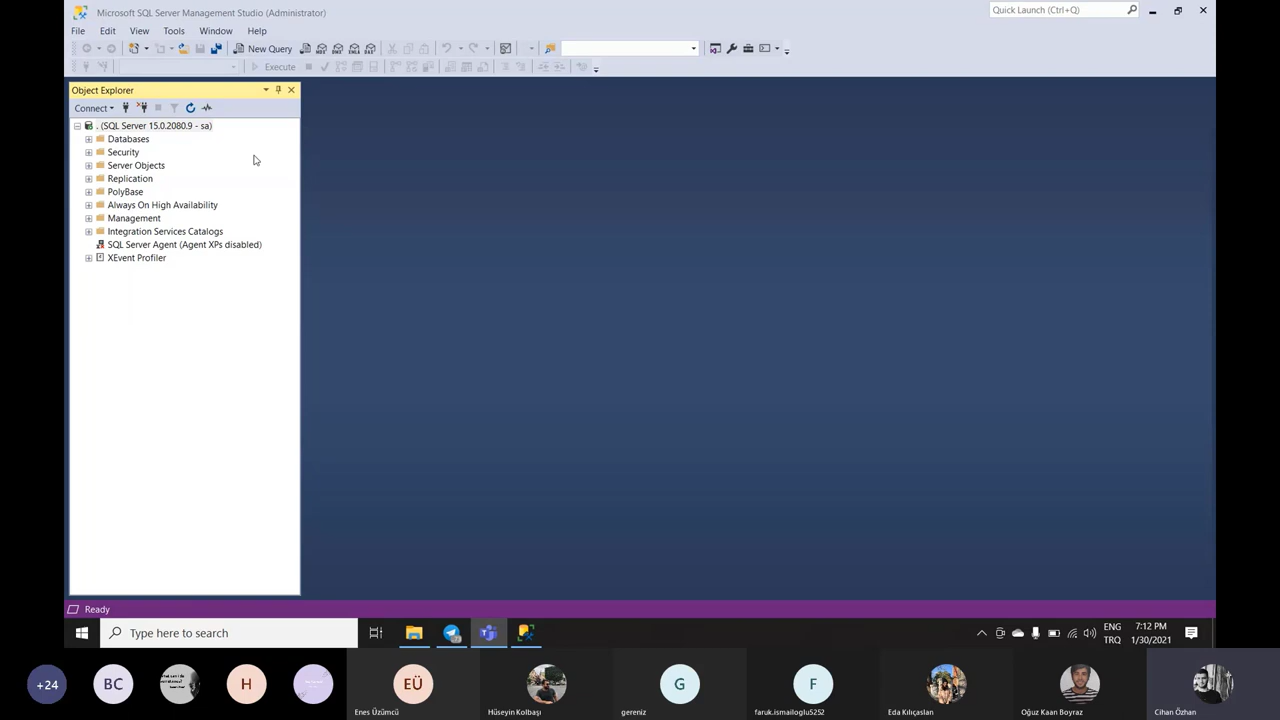 Microsoft SQL Server Management Studio (Administrator)
Quick Launch (Ctrl+Q)
File Edit View Tools Window Help
New Query
Execute
Object Explorer
Connect
. (SQL Server 15.0.2080.9 - sa)
Databases
Security
Server Objects
Replication
PolyBase
Always On High Availability
Management
Integration Services Catalogs
SQL Server Agent (Agent XPs disabled)
XEvent Profiler
Ready
Type here to search
ENG
TRQ
7:12 PM
1/30/2021
+24
BC
H
EÜ
G
F
Enes Üzümcü
Hüseyin Kolbaşı
gereniz
faruk.ismailoglu5252
Eda Kılıçaslan
Oğuz Kaan Boyraz
Cihan Özhan